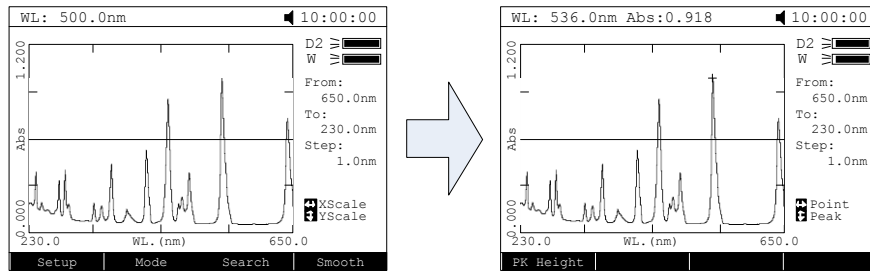 WL: 500.0nm 10:00:00
1.200
Abs
0.000
D2
W
From:
650.0nm
To:
230.0nm
Step:
1.0nm
XScale
YScale
230.0 WL.(nm) 650.0
Setup Mode Search Smooth
WL: 536.0nm Abs:0.918 10:00:00
1.200
Abs
0.000
D2
W
From:
650.0nm
To:
230.0nm
Step:
1.0nm
Point
Peak
230.0 WL.(nm) 650.0
PK Height